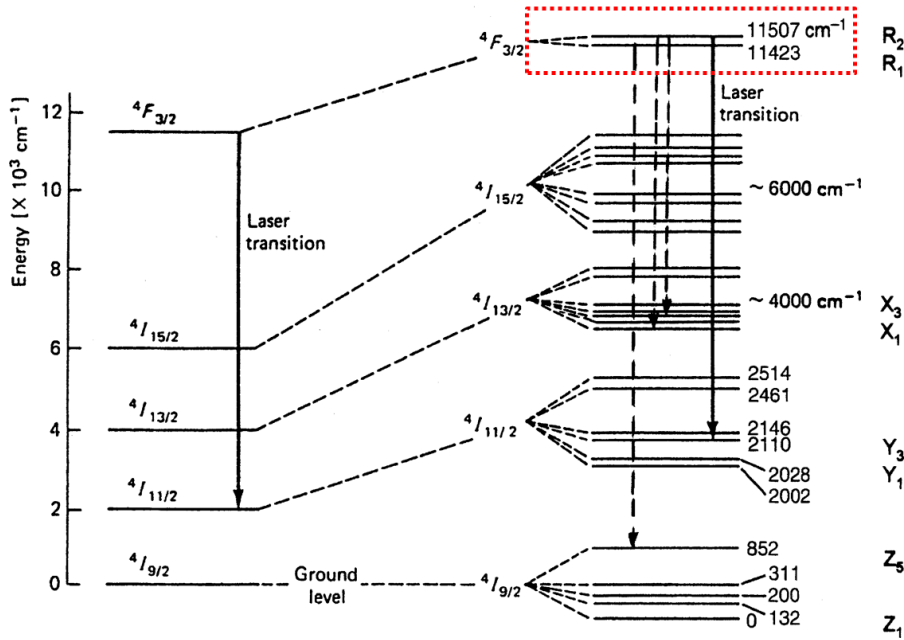 ⁴F₃/₂
11507 cm⁻¹
11423
R₂
R₁
Energy [ X 10³ cm⁻¹]
12
10
8
6
4
2
0
⁴F₃/₂
Laser
transition
⁴I₁₅/₂
⁴I₁₃/₂
⁴I₁₁/₂
⁴I₉/₂
Ground
level
Laser
transition
⁴I₁₅/₂
~ 6000 cm⁻¹
⁴I₁₃/₂
~ 4000 cm⁻¹
X₃
X₁
⁴I₁₁/₂
2514
2461
2146
2110
2028
2002
Y₃
Y₁
⁴I₉/₂
852
311
200
132
0
Z₅
Z₁